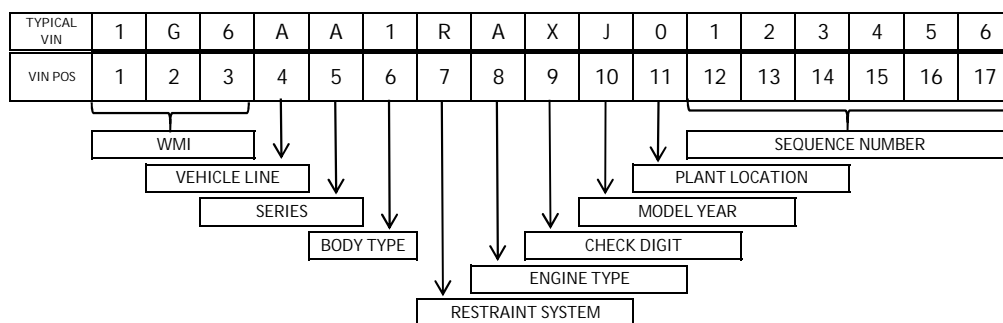 TYPICAL VIN 1 G 6 A A 1 R A X J 0 1 2 3 4 5 6
VIN POS 1 2 3 4 5 6 7 8 9 10 11 12 13 14 15 16 17
WMI SEQUENCE NUMBER
VEHICLE LINE PLANT LOCATION
SERIES MODEL YEAR
BODY TYPE CHECK DIGIT
ENGINE TYPE
RESTRAINT SYSTEM